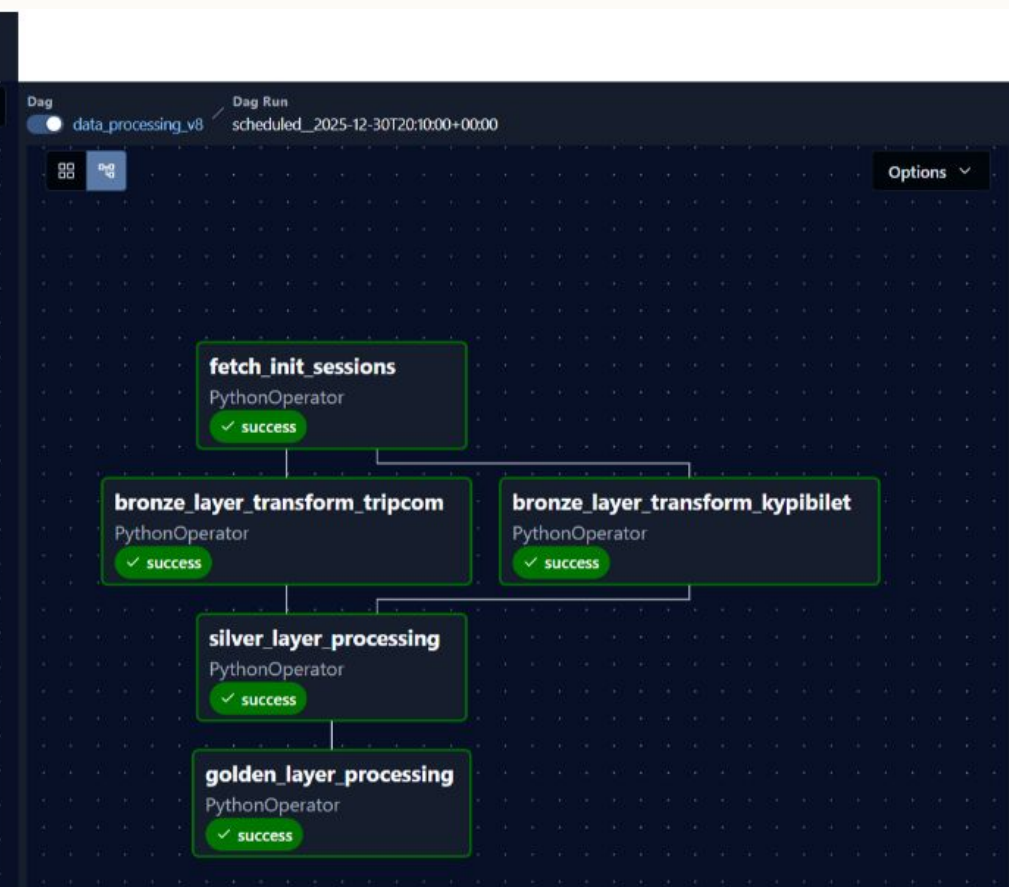 Dag
data_processing_v8
/
Dag Run
scheduled__2025-12-30T20:10:00+00:00
Options
fetch_init_sessions
PythonOperator
success
bronze_layer_transform_tripcom
PythonOperator
success
bronze_layer_transform_kypibilet
PythonOperator
success
silver_layer_processing
PythonOperator
success
golden_layer_processing
PythonOperator
success